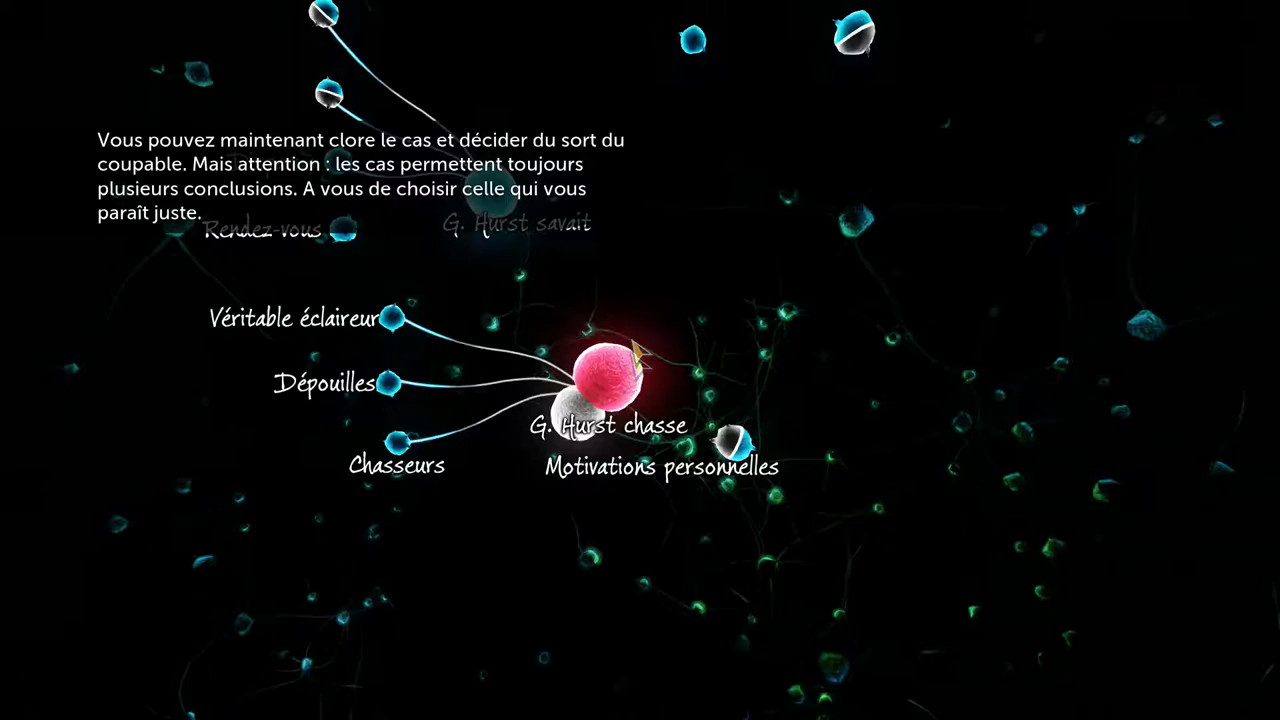 Vous pouvez maintenant clore le cas et décider du sort du
coupable. Mais attention : les cas permettent toujours
plusieurs conclusions. A vous de choisir celle qui vous
paraît juste.
Rendez-vous
G. Hurst savait
Véritable éclaireur
Dépouilles
G. Hurst chasse
Chasseurs
Motivations personnelles